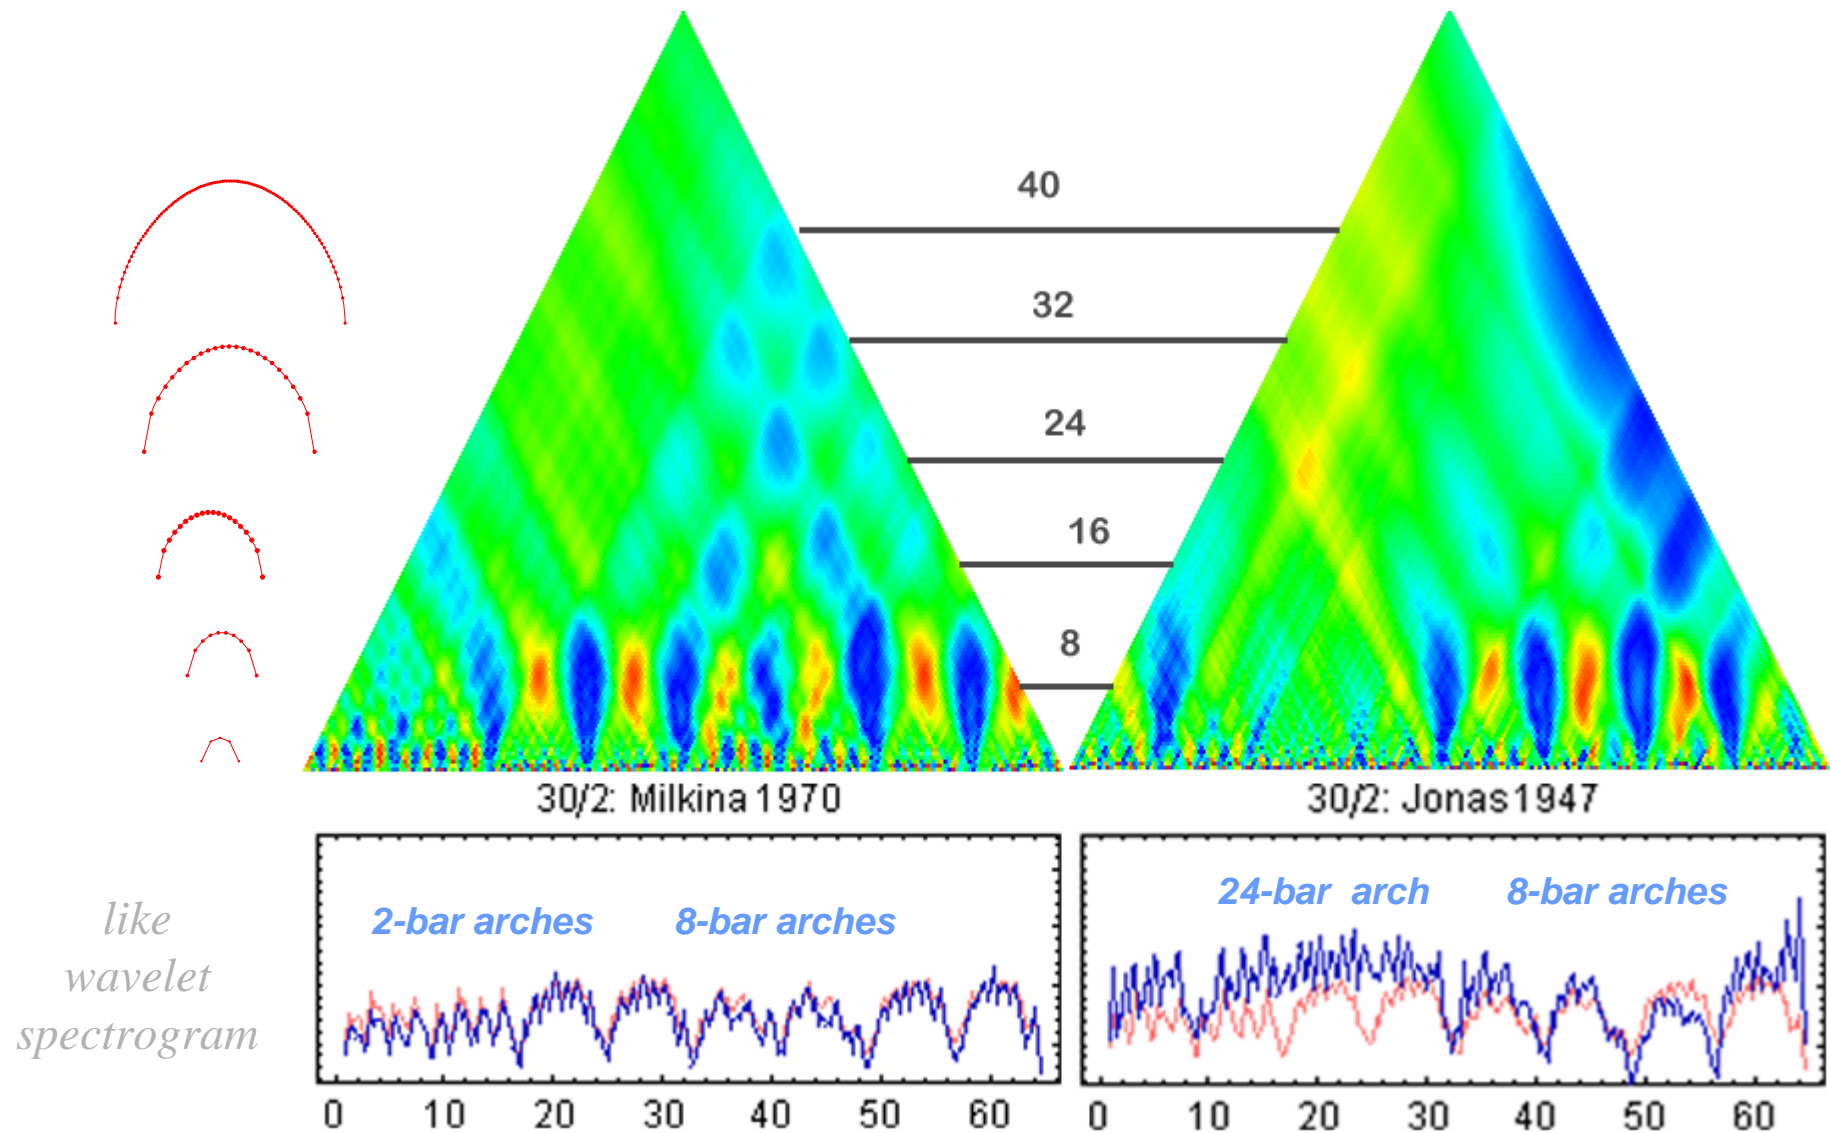 40
32
24
16
8
30/2: Milkina 1970
30/2: Jonas 1947
like
wavelet
spectrogram
2-bar arches
8-bar arches
24-bar arch
8-bar arches
0 10 20 30 40 50 60
0 10 20 30 40 50 60